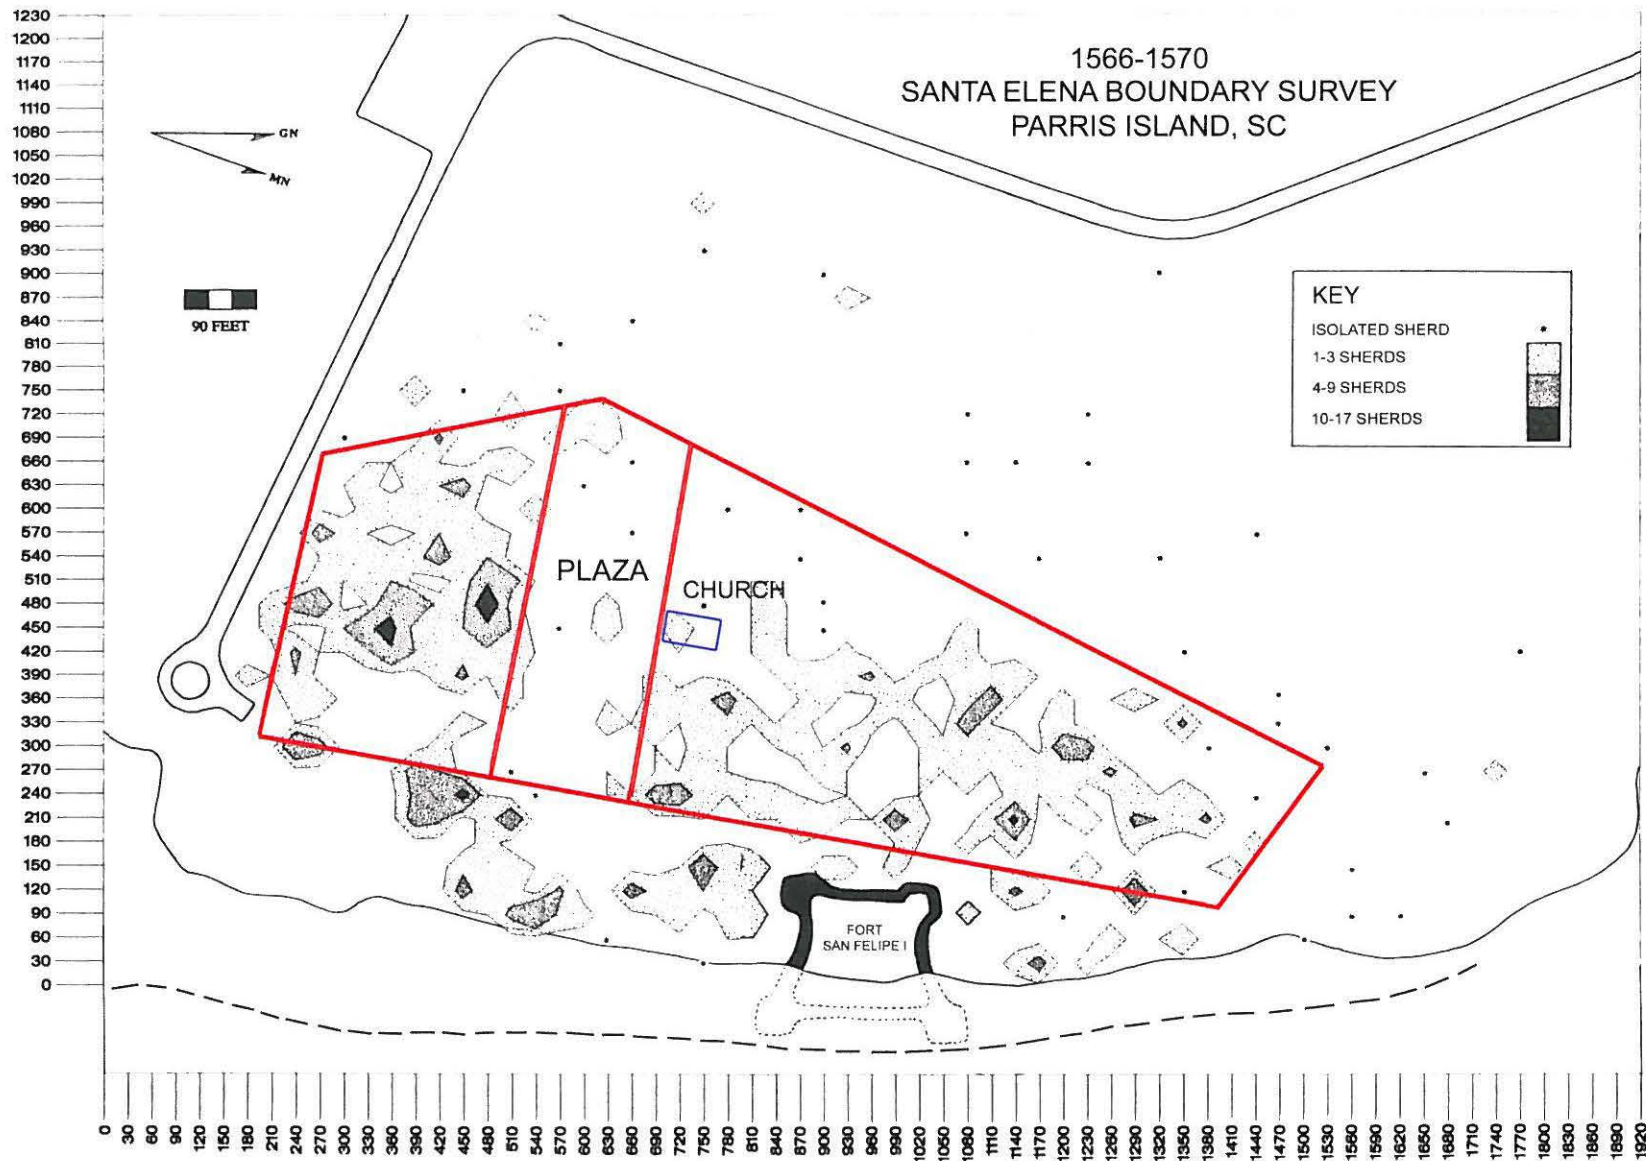 1566-1570
SANTA ELENA BOUNDARY SURVEY
PARRIS ISLAND, SC
1230
1200
1170
1140
1110
1080
1050
1020
990
960
930
900
870
840
810
780
750
720
690
660
630
600
570
540
510
480
450
420
390
360
330
300
270
240
210
180
150
120
90
60
30
0
GN
MN
90 FEET
KEY
ISOLATED SHERD
1-3 SHERDS
4-9 SHERDS
10-17 SHERDS
PLAZA
CHURCH
FORT
SAN FELIPE I
0 30 60 90 120 150 180 210 240 270 300 330 360 390 420 450 480 510 540 570 600 630 660 690 720 750 780 810 840 870 900 930 960 990 1020 1050 1080 1110 1140 1170 1200 1230 1260 1290 1320 1350 1380 1410 1440 1470 1500 1530 1560 1590 1620 1650 1680 1710 1740 1770 1800 1830 1860 1890 1920